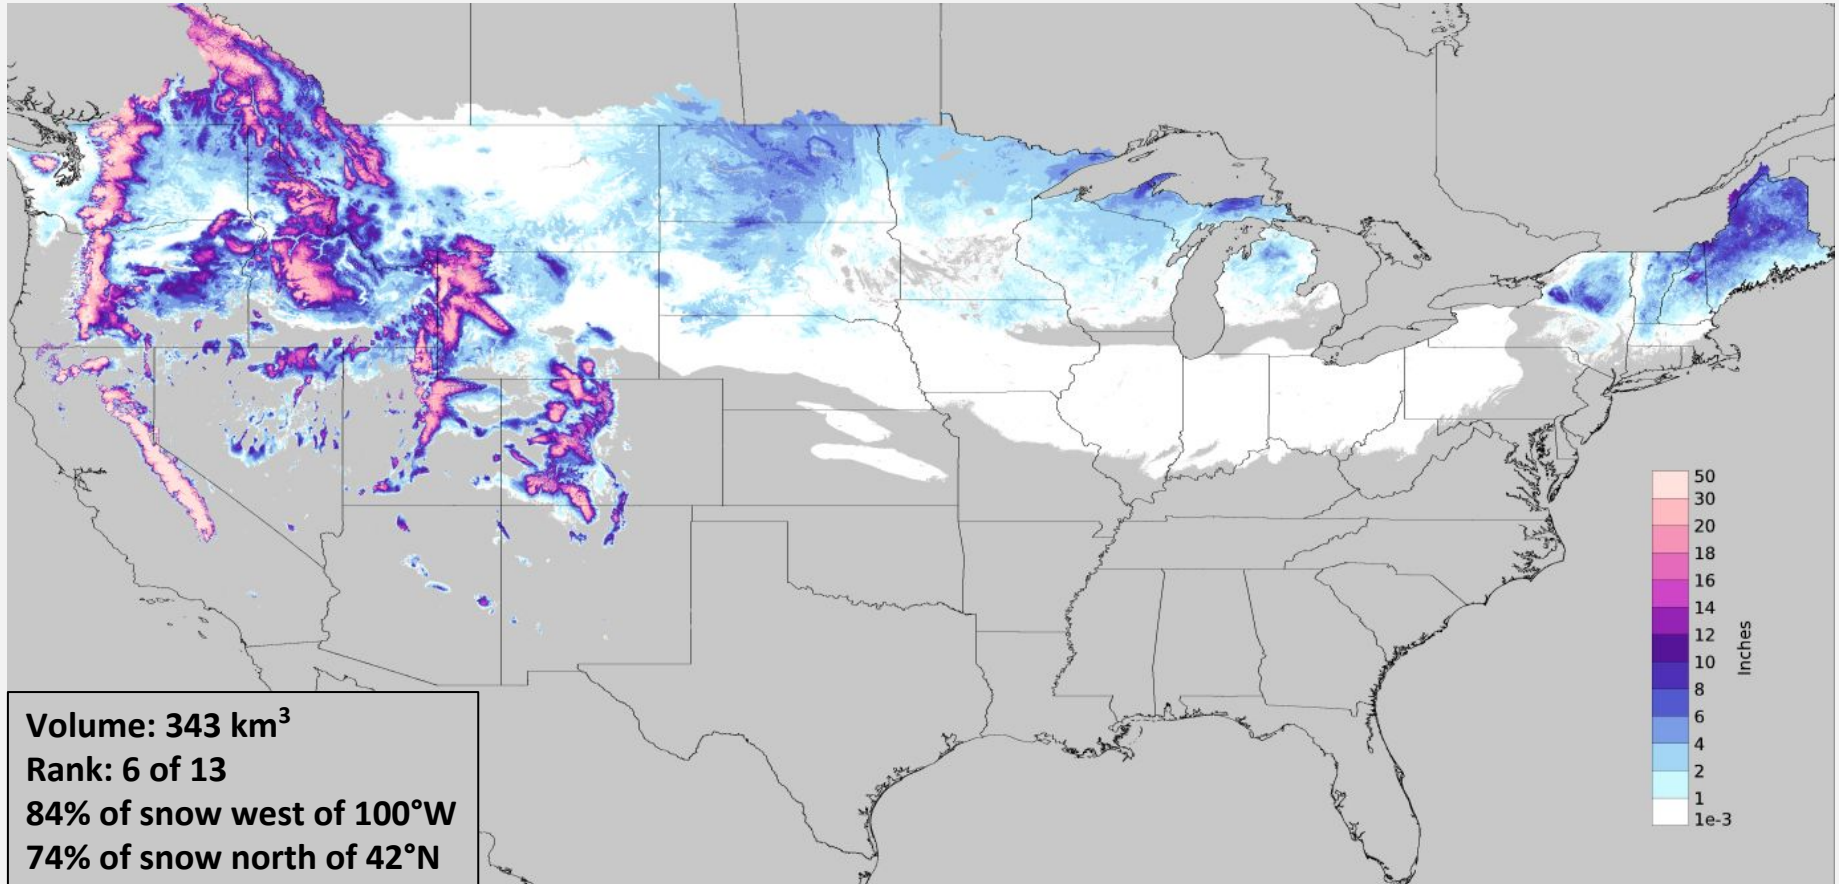 50
30
20
18
16
14
12
10
8
6
4
2
1
1e-3
Inches
Volume: 343 km³
Rank: 6 of 13
84% of snow west of 100°W
74% of snow north of 42°N